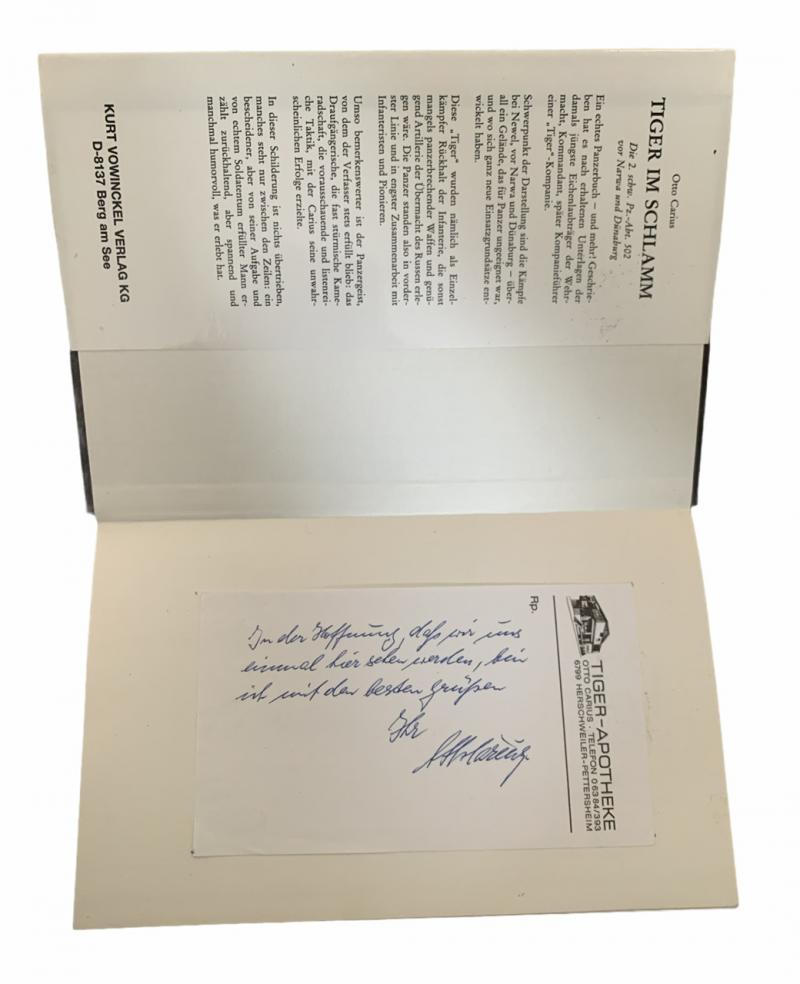 Otto Carius
TIGER IM SCHLAMM
Die 2. schw. Pz.-Abt. 502
vor Narwa und Dünaburg
Ein echtes Panzerbuch – und mehr! Geschrie-
ben hat es nach erhaltenen Unterlagen der
damals jüngste Eichenlaubträger der Wehr-
macht, Kommandant, später Kompanieführer
einer „Tiger“-Kompanie.
Schwerpunkt der Darstellung sind die Kämpfe
bei Newel, vor Narwa und Dünaburg – über-
all ein Gelände, das für Panzer ungeeignet war,
und wo sich ganz neue Einsatzgrundsätze ent-
wickelt haben.
Diese „Tiger“ wurden nämlich als Einzel-
kämpfer Rückhalt der Infanterie, die sonst
mangels panzerbrechender Waffen und genü-
gend Artillerie der Übermacht des Russen erle-
gen wäre. Die Panzer standen also in vorder-
ster Linie und in engster Zusammenarbeit mit
Infanteristen und Pionieren.
Umso bemerkenswerter ist der Panzergeist,
von dem der Verfasser stets erfüllt blieb: das
Draufgängerische, die fast stürmische Kame-
radschaft, die vorausschauende und listenrei-
che Taktik, mit der Carius seine unwahr-
scheinlichen Erfolge erzielte.
In dieser Schilderung ist nichts übertrieben,
manches steht nur zwischen den Zeilen: ein
bescheidener, aber von seiner Aufgabe und
von echtem Soldatentum erfüllter Mann er-
zählt zurückhaltend, aber spannend und
manchmal humorvoll, was er erlebt hat.
KURT VOWINCKEL VERLAG KG
D-8137 Berg am See
TIGER-APOTHEKE
OTTO CARIUS · TELEFON 0 63 84/393
6799 HERSCHWEILER-PETTERSHEIM
Rp.
In der Hoffnung, daß wir uns
einmal hier sehen werden, bin
ich mit den besten Grüßen
Ihr
Otto Carius